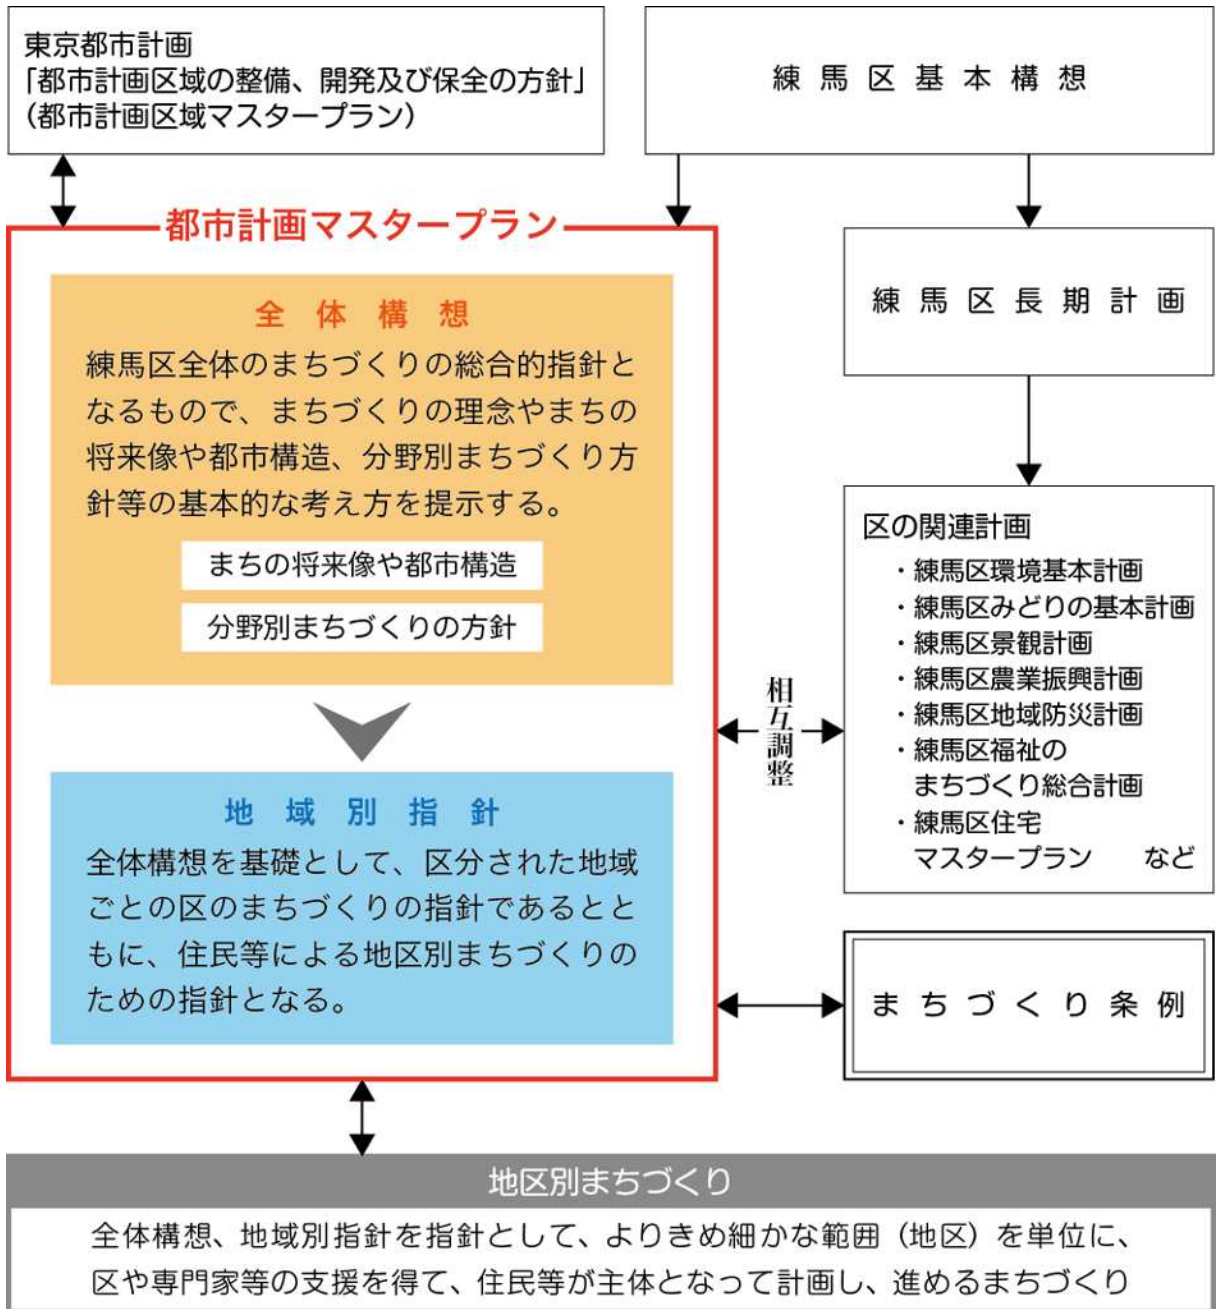 東京都市計画
「都市計画区域の整備、開発及び保全の方針」
（都市計画区域マスタープラン）
練馬区基本構想
都市計画マスタープラン
全体構想
練馬区全体のまちづくりの総合的指針と
なるもので、まちづくりの理念やまちの
将来像や都市構造、分野別まちづくり方
針等の基本的な考え方を提示する。
まちの将来像や都市構造
分野別まちづくりの方針
地域別指針
全体構想を基礎として、区分された地域
ごとの区のまちづくりの指針であるとと
もに、住民等による地区別まちづくりの
ための指針となる。
練馬区長期計画
区の関連計画
・練馬区環境基本計画
・練馬区みどりの基本計画
・練馬区景観計画
・練馬区農業振興計画
・練馬区地域防災計画
・練馬区福祉の
まちづくり総合計画
・練馬区住宅
マスタープラン　など
相互調整
まちづくり条例
地区別まちづくり
全体構想、地域別指針を指針として、よりきめ細かな範囲（地区）を単位に、
区や専門家等の支援を得て、住民等が主体となって計画し、進めるまちづくり